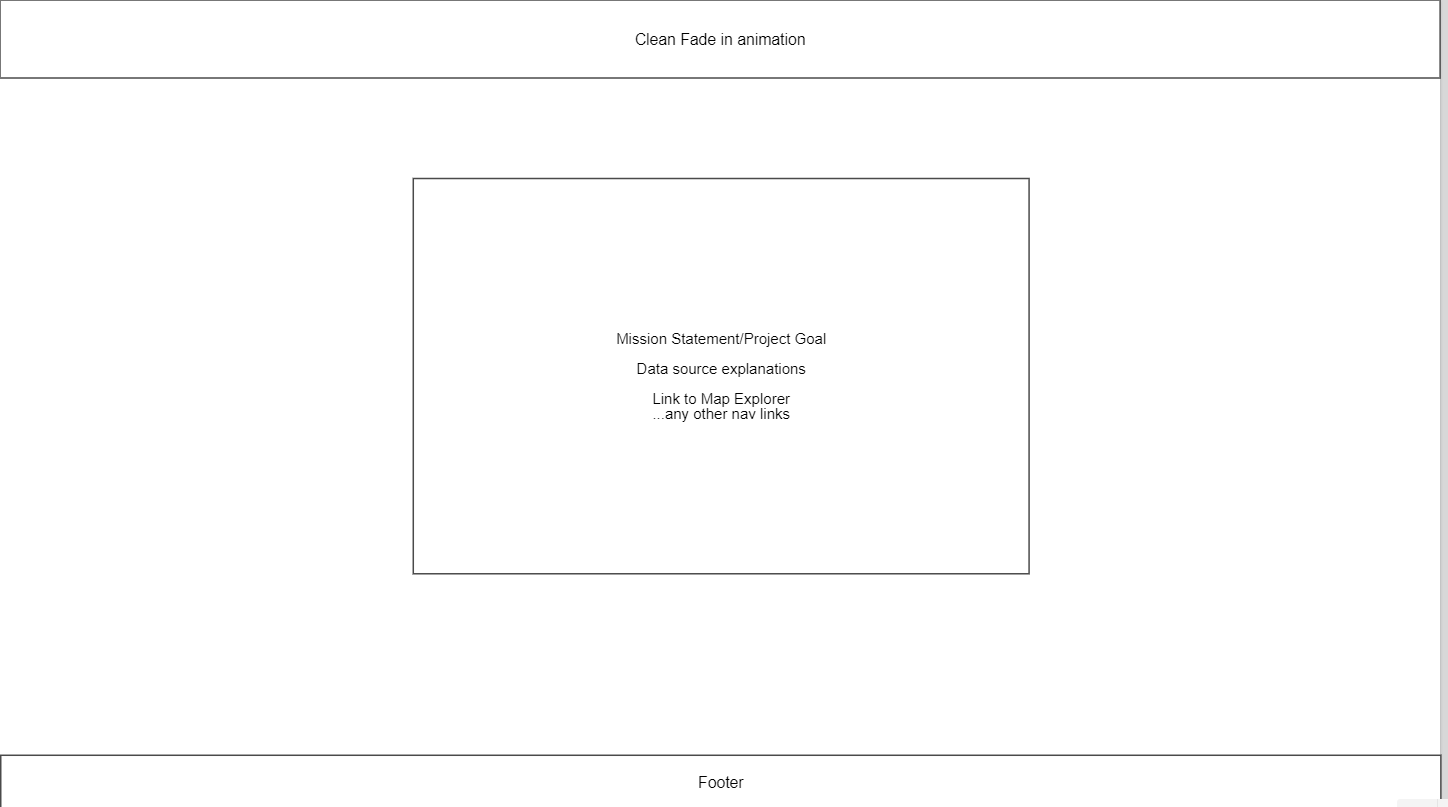 Clean Fade in animation
Mission Statement/Project Goal
Data source explanations
Link to Map Explorer
...any other nav links
Footer